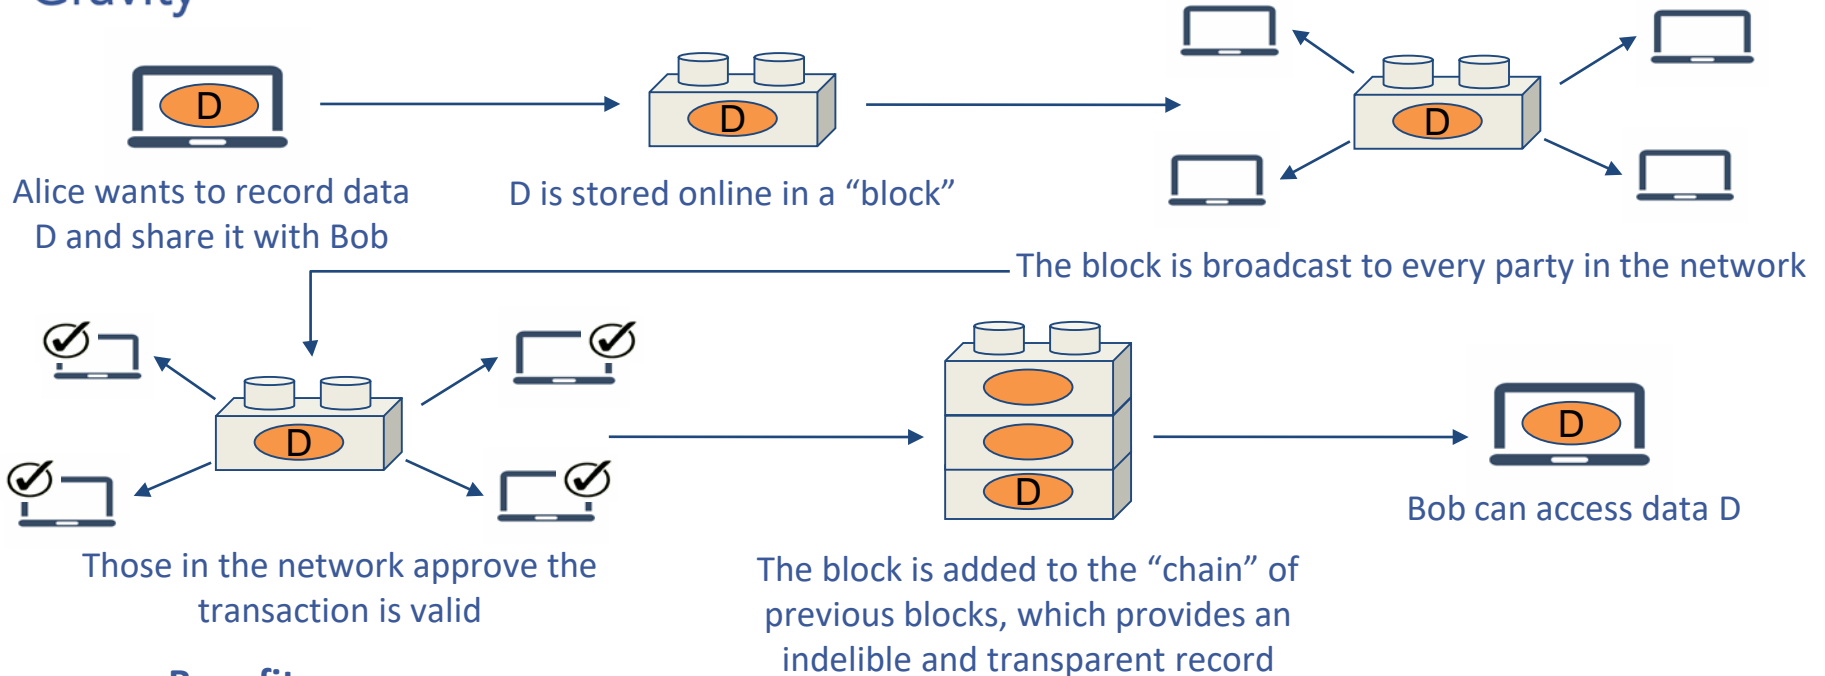 Gravity
D
D
D
Alice wants to record data
D and share it with Bob
D is stored online in a “block”
The block is broadcast to every party in the network
D
D
D
Those in the network approve the
transaction is valid
The block is added to the “chain” of
previous blocks, which provides an
indelible and transparent record
Bob can access data D